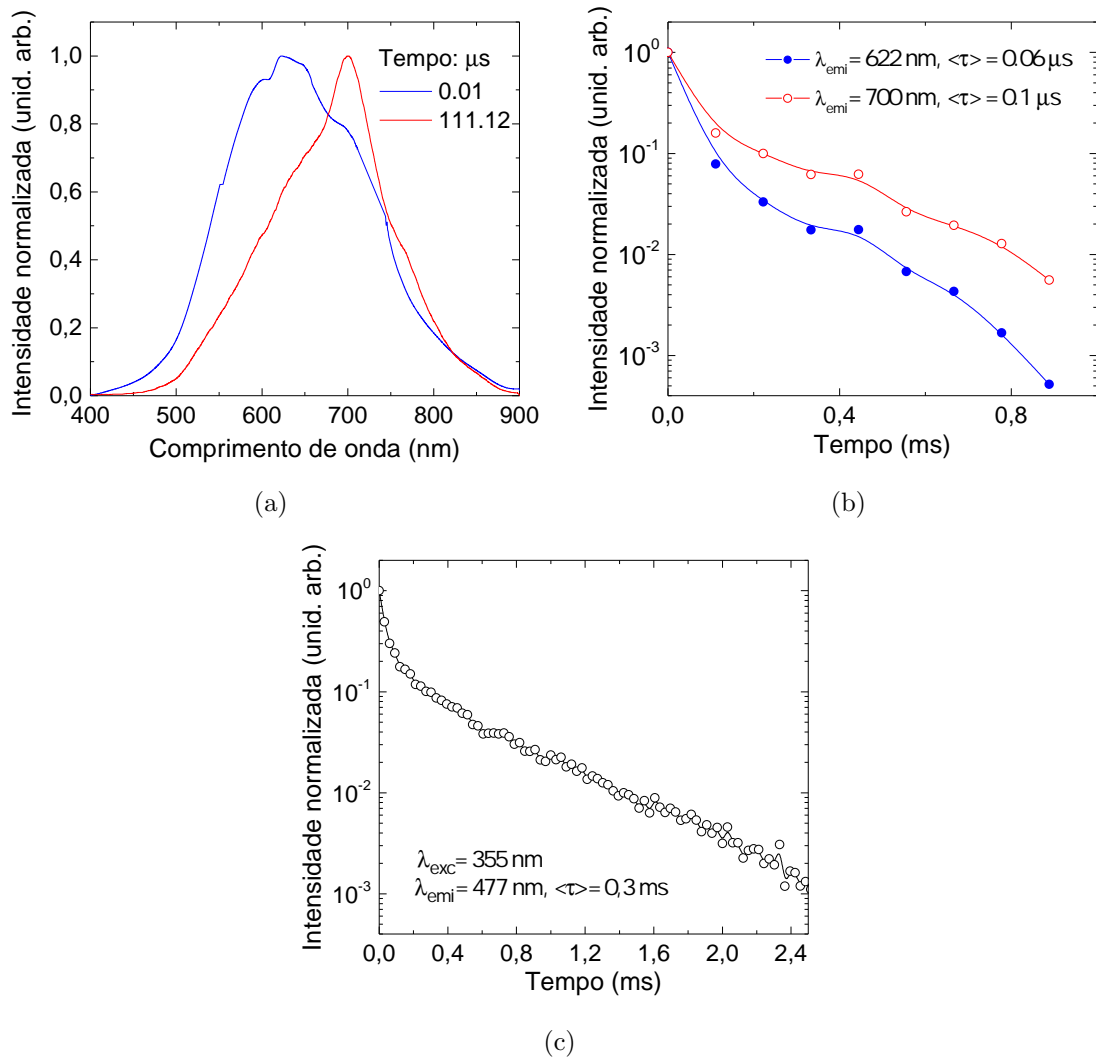 Intensidade normalizada (unid. arb.)
1,0
0,8
0,6
0,4
0,2
0,0
Tempo: μs
0.01
111.12
400 500 600 700 800 900
Comprimento de onda (nm)
(a)
Intensidade normalizada (unid. arb.)
10⁰
10⁻¹
10⁻²
10⁻³
λemi= 622 nm, <τ> = 0.06 μs
λemi= 700 nm, <τ> = 0.1 μs
0,0 0,4 0,8
Tempo (ms)
(b)
Intensidade normalizada (unid. arb.)
10⁰
10⁻¹
10⁻²
10⁻³
λexc= 355 nm
λemi= 477 nm, <τ> = 0,3 ms
0,0 0,4 0,8 1,2 1,6 2,0 2,4
Tempo (ms)
(c)